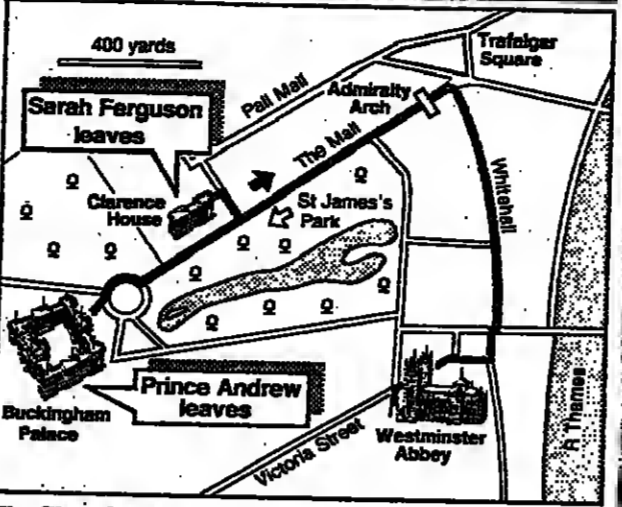 400 yards
Trafalgar
Square
Sarah Ferguson
leaves
Pall Mall
Admiralty
Arch
The Mall
Whitehall
Clarence
House
St James's
Park
Prince Andrew
leaves
Buckingham
Palace
Victoria Street
Westminster
Abbey
R Thames